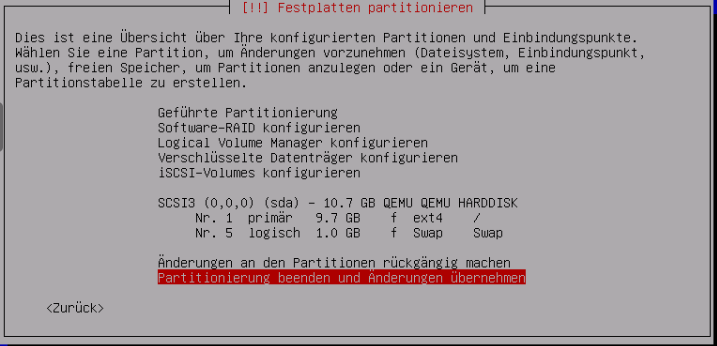 [!!] Festplatten partitionieren
Dies ist eine Übersicht über Ihre konfigurierten Partitionen und Einbindungspunkte.
Wählen Sie eine Partition, um Änderungen vorzunehmen (Dateisystem, Einbindungspunkt,
usw.), freien Speicher, um Partitionen anzulegen oder ein Gerät, um eine
Partitionstabelle zu erstellen.
Geführte Partitionierung
Software-RAID konfigurieren
Logical Volume Manager konfigurieren
Verschlüsselte Datenträger konfigurieren
iSCSI-Volumes konfigurieren
SCSI3 (0,0,0) (sda) - 10.7 GB QEMU QEMU HARDDISK
Nr. 1 primär 9.7 GB f ext4 /
Nr. 5 logisch 1.0 GB f Swap Swap
Änderungen an den Partitionen rückgängig machen
Partitionierung beenden und Änderungen übernehmen
<Zurück>